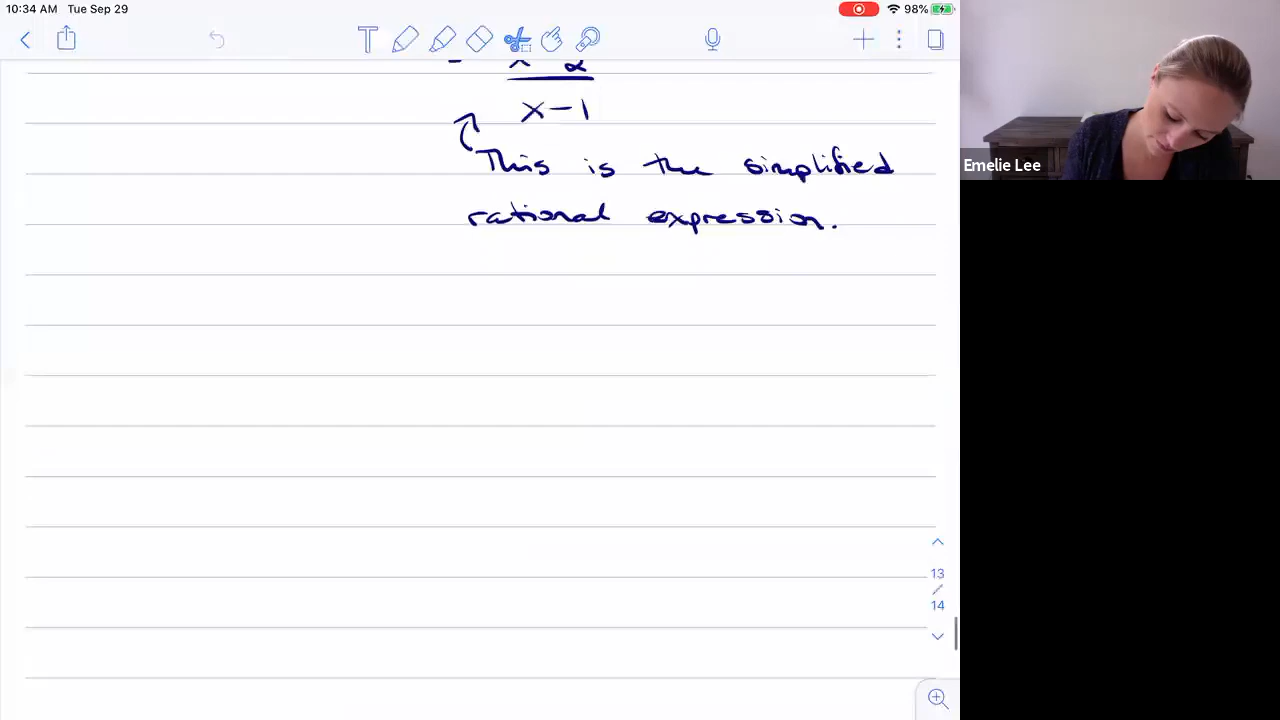 10:34 AM Tue Sep 29
98%
T
x - 1
This is the simplified
rational expression.
Emelie Lee
13
14